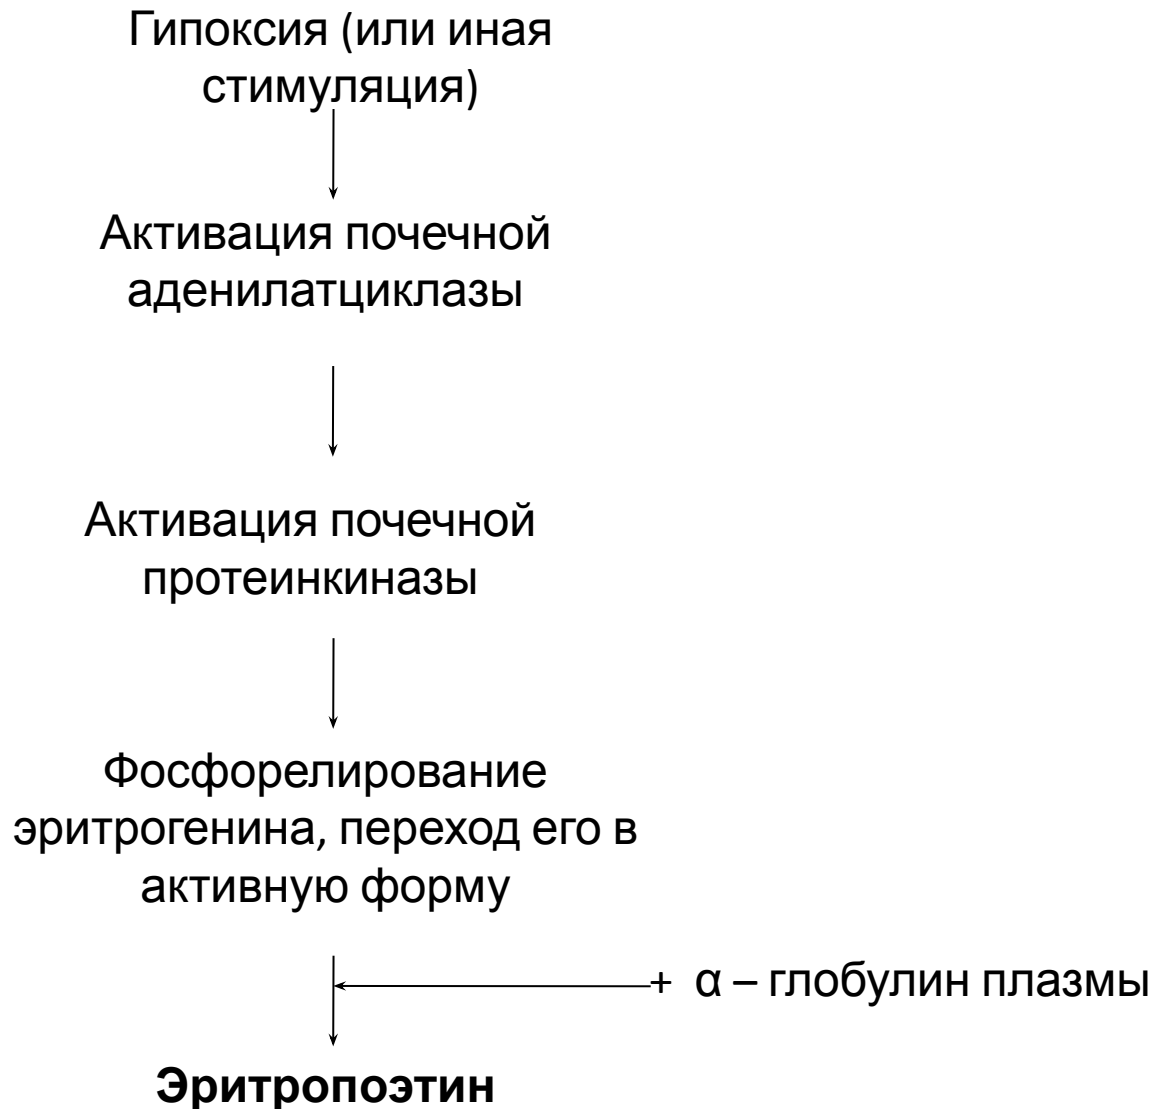 Гипоксия (или иная
стимуляция)
Активация почечной
аденилатциклазы
Активация почечной
протеинкиназы
Фосфорелирование
эритрогенина, переход его в
активную форму
+ α – глобулин плазмы
Эритропоэтин